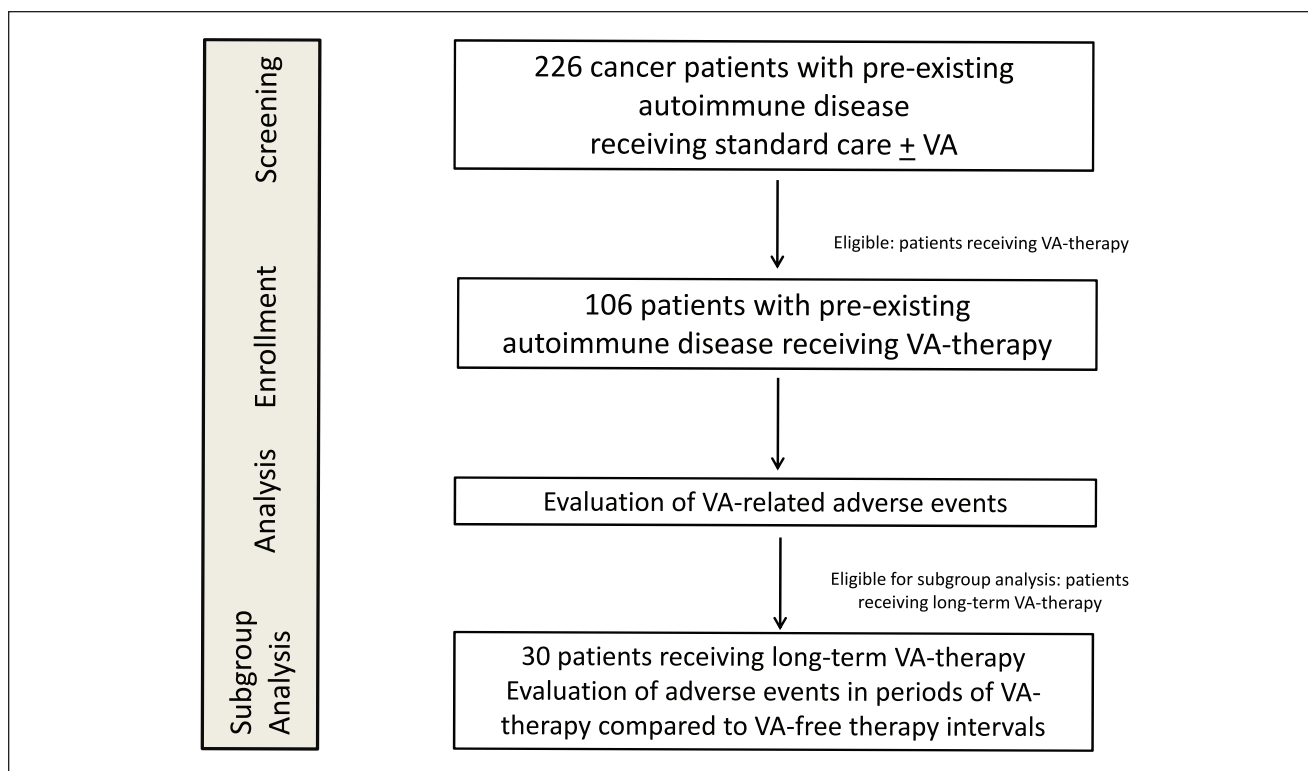 Screening
226 cancer patients with pre-existing
autoimmune disease
receiving standard care ± VA
Eligible: patients receiving VA-therapy
Enrollment
106 patients with pre-existing
autoimmune disease receiving VA-therapy
Analysis
Evaluation of VA-related adverse events
Eligible for subgroup analysis: patients
receiving long-term VA-therapy
Subgroup
Analysis
30 patients receiving long-term VA-therapy
Evaluation of adverse events in periods of VA-
therapy compared to VA-free therapy intervals